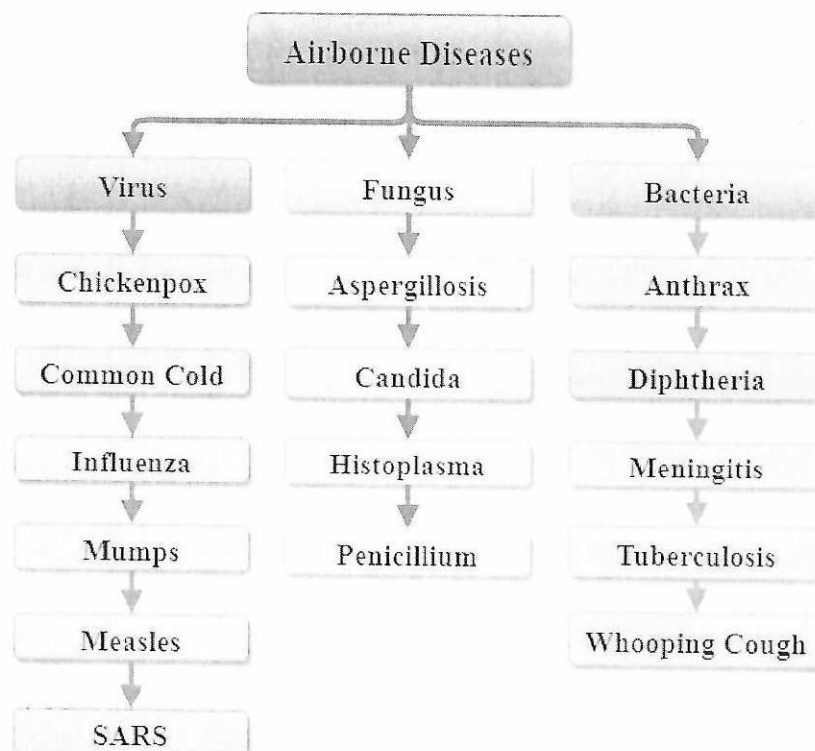 Airborne Diseases
Virus
Chickenpox
Common Cold
Influenza
Mumps
Measles
SARS
Fungus
Aspergillosis
Candida
Histoplasma
Penicillium
Bacteria
Anthrax
Diphtheria
Meningitis
Tuberculosis
Whooping Cough